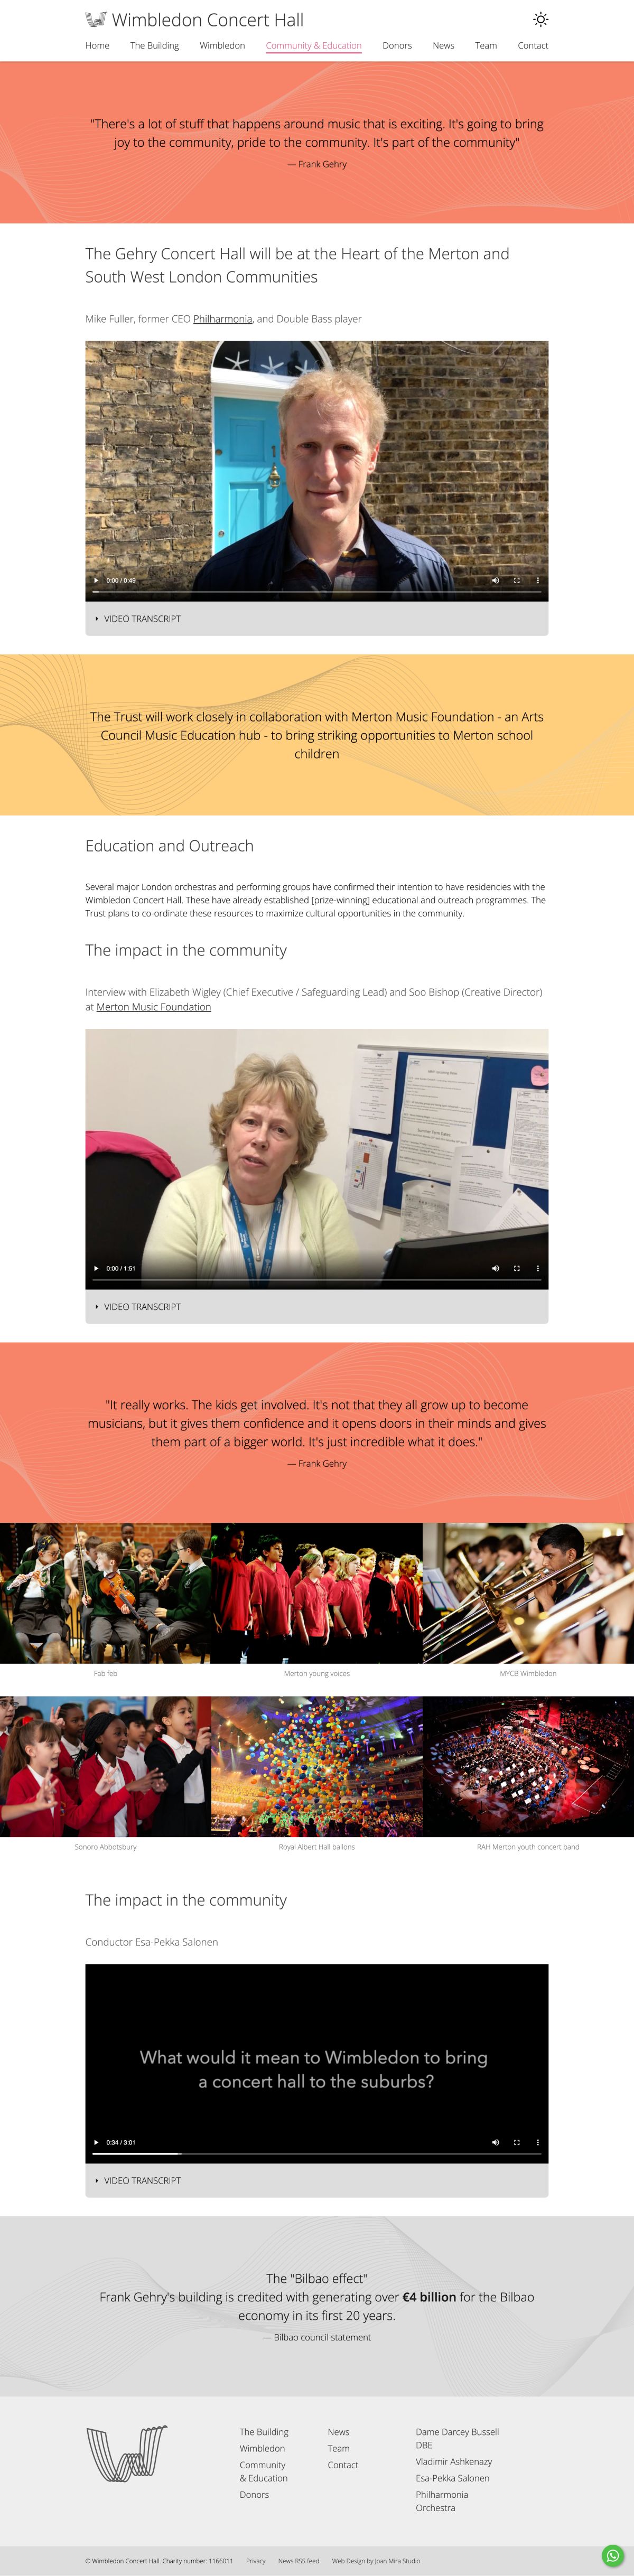 Wimbledon Concert Hall
Home The Building Wimbledon Community & Education Donors News Team Contact
"There's a lot of stuff that happens around music that is exciting. It's going to bring
joy to the community, pride to the community. It's part of the community"
— Frank Gehry
The Gehry Concert Hall will be at the Heart of the Merton and
South West London Communities
Mike Fuller, former CEO Philharmonia, and Double Bass player
0:00 / 0:49
VIDEO TRANSCRIPT
The Trust will work closely in collaboration with Merton Music Foundation - an Arts
Council Music Education hub - to bring striking opportunities to Merton school
children
Education and Outreach
Several major London orchestras and performing groups have confirmed their intention to have residencies with the
Wimbledon Concert Hall. These have already established [prize-winning] educational and outreach programmes. The
Trust plans to co-ordinate these resources to maximize cultural opportunities in the community.
The impact in the community
Interview with Elizabeth Wigley (Chief Executive / Safeguarding Lead) and Soo Bishop (Creative Director)
at Merton Music Foundation
0:00 / 1:51
VIDEO TRANSCRIPT
"It really works. The kids get involved. It's not that they all grow up to become
musicians, but it gives them confidence and it opens doors in their minds and gives
them part of a bigger world. It's just incredible what it does."
— Frank Gehry
Fab feb
Merton young voices
MYCB Wimbledon
Sonoro Abbotsbury
Royal Albert Hall ballons
RAH Merton youth concert band
The impact in the community
Conductor Esa-Pekka Salonen
What would it mean to Wimbledon to bring
a concert hall to the suburbs?
0:34 / 3:01
VIDEO TRANSCRIPT
The "Bilbao effect"
Frank Gehry's building is credited with generating over €4 billion for the Bilbao
economy in its first 20 years.
— Bilbao council statement
The Building
Wimbledon
Community
& Education
Donors
News
Team
Contact
Dame Darcey Bussell
DBE
Vladimir Ashkenazy
Esa-Pekka Salonen
Philharmonia
Orchestra
© Wimbledon Concert Hall. Charity number: 1166011 Privacy News RSS feed Web Design by Joan Mira Studio